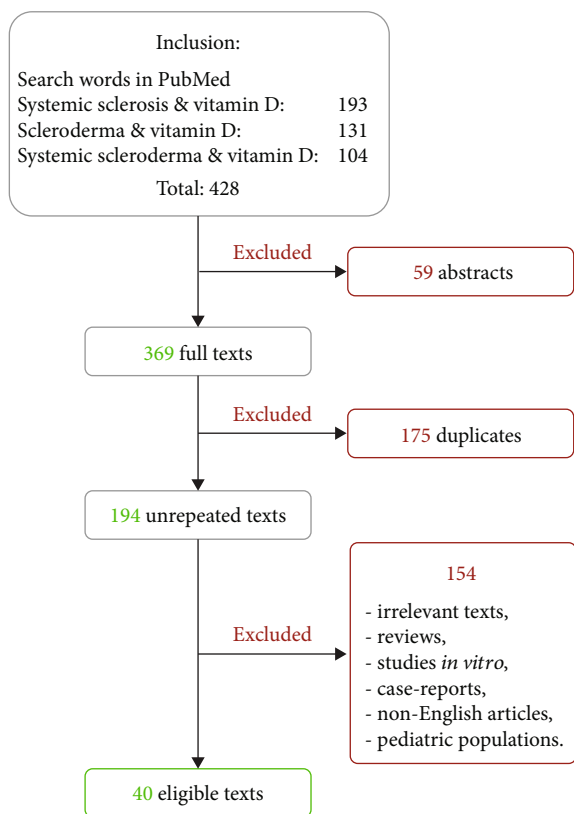 Inclusion:
Search words in PubMed
Systemic sclerosis & vitamin D: 193
Scleroderma & vitamin D: 131
Systemic scleroderma & vitamin D: 104
Total: 428
Excluded
59 abstracts
369 full texts
Excluded
175 duplicates
194 unrepeated texts
Excluded
154
- irrelevant texts,
- reviews,
- studies in vitro,
- case-reports,
- non-English articles,
- pediatric populations.
40 eligible texts